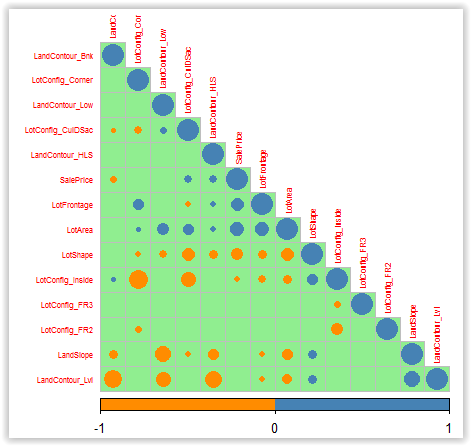 LandCo
LotConfig_Cor
LandContour_Low
LotConfig_CulDSac
LandContour_HLS
SalePrice
LotFrontage
LotArea
LotShape
LotConfig_Inside
LotConfig_FR3
LotConfig_FR2
LandSlope
LandContour_Lvl
LandContour_Bnk
LotConfig_Corner
LandContour_Low
LotConfig_CulDSac
LandContour_HLS
SalePrice
LotFrontage
LotArea
LotShape
LotConfig_Inside
LotConfig_FR3
LotConfig_FR2
LandSlope
LandContour_Lvl
-1 0 1